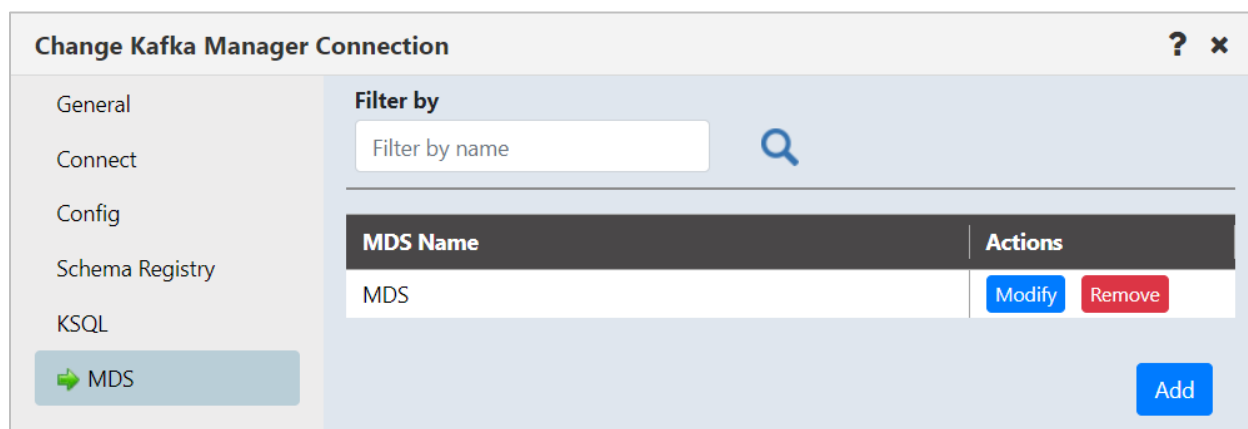 Change Kafka Manager Connection ?
General
Connect
Config
Schema Registry
KSQL
MDS
Filter by
Filter by name
MDS Name Actions
MDS Modify Remove
Add